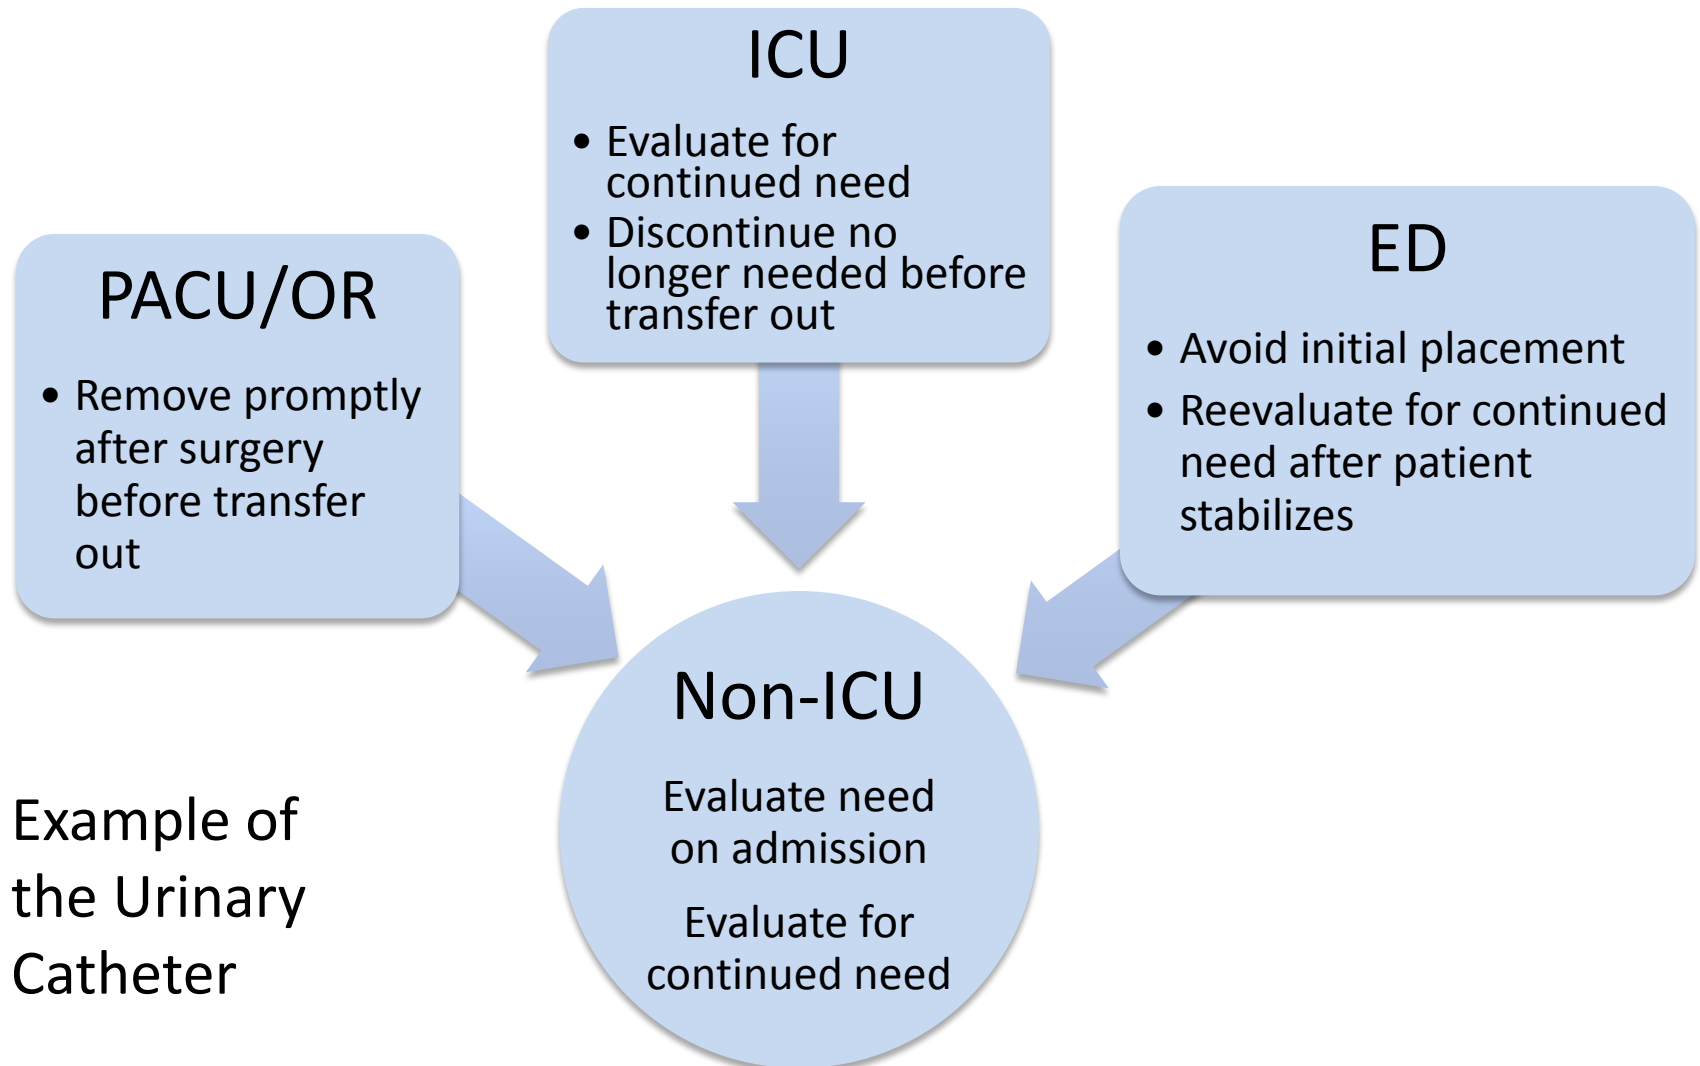 ICU
• Evaluate for
continued need
• Discontinue no
longer needed before
transfer out
PACU/OR
• Remove promptly
after surgery
before transfer
out
ED
• Avoid initial placement
• Reevaluate for continued
need after patient
stabilizes
Non-ICU
Evaluate need
on admission
Evaluate for
continued need
Example of
the Urinary
Catheter